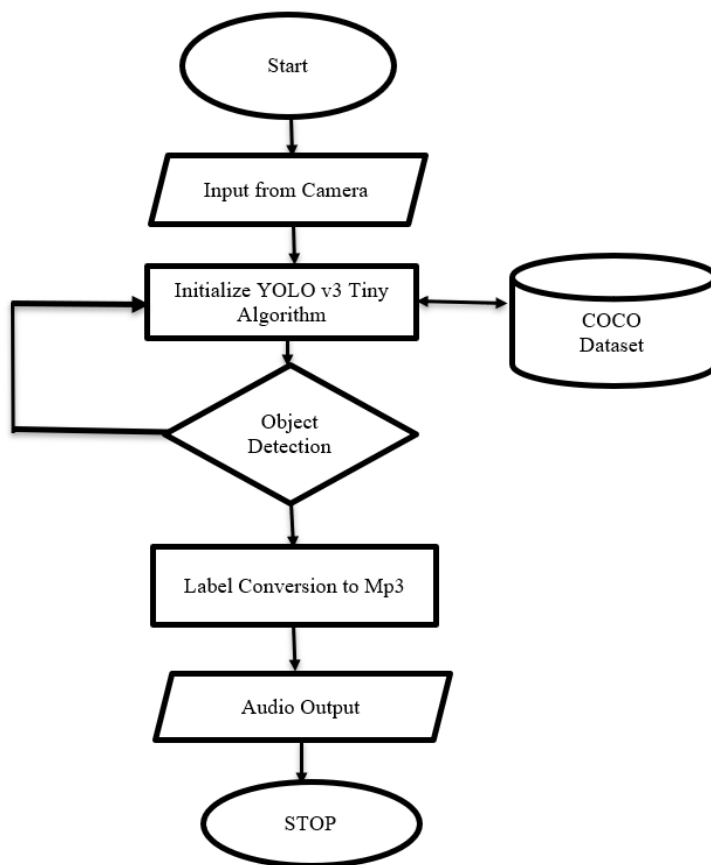 Start
Input from Camera
Initialize YOLO v3 Tiny
Algorithm
COCO
Dataset
Object
Detection
Label Conversion to Mp3
Audio Output
STOP